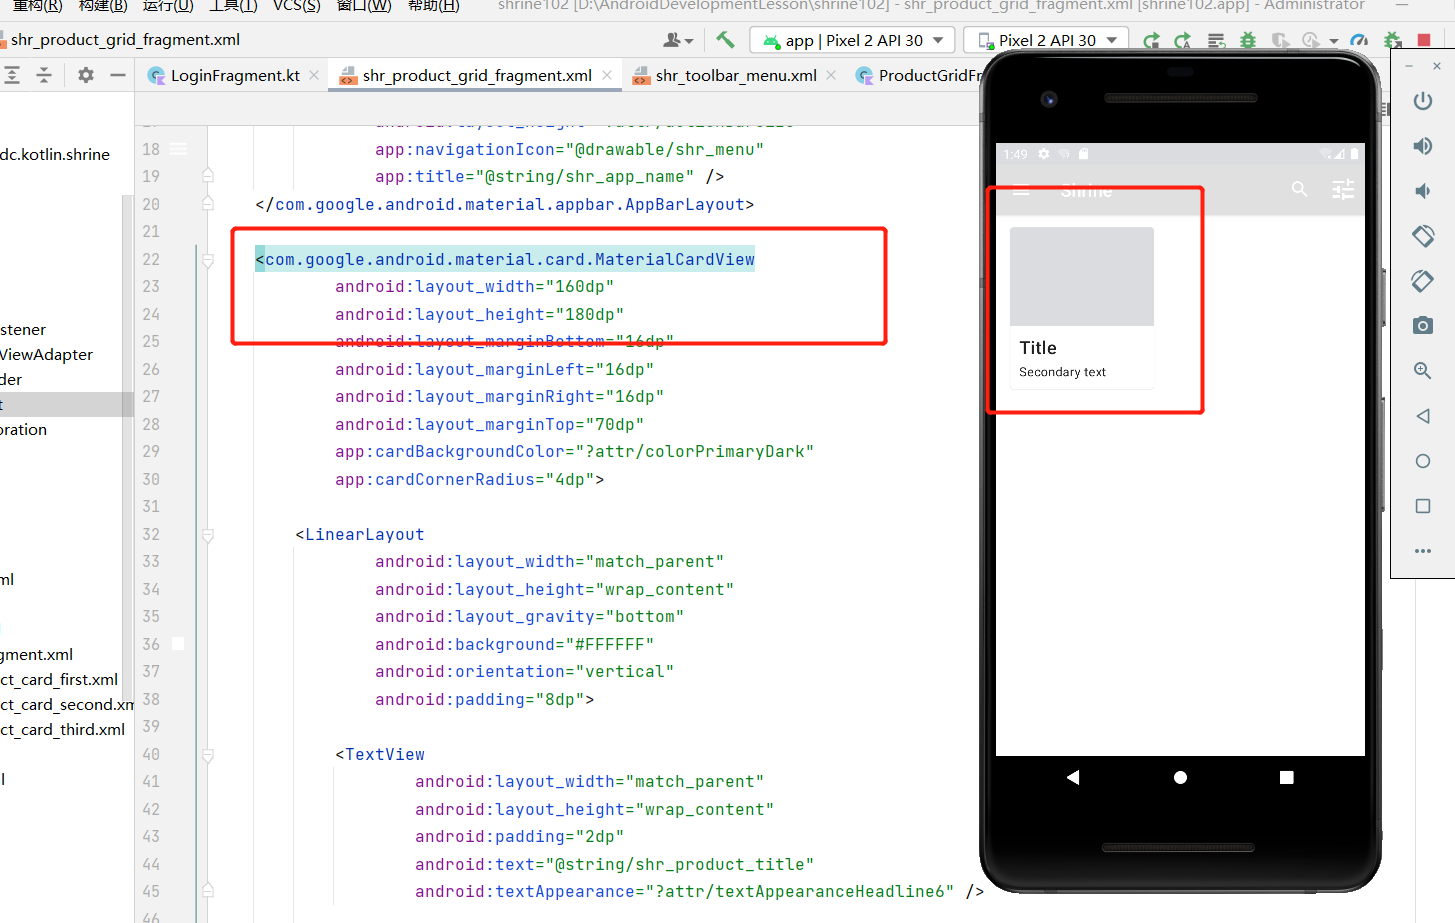 重构(R) 构建(B) 运行(U) 工具(T) VCS(S) 窗口(W) 帮助(H) shrine102 [D:\AndroidDevelopmentLesson\shrine102] - shr_product_grid_fragment.xml [shrine102.app] - Administrator
shr_product_grid_fragment.xml
app | Pixel 2 API 30
Pixel 2 API 30
LoginFragment.kt
shr_product_grid_fragment.xml
shr_toolbar_menu.xml
ProductGridFr
dc.kotlin.shrine
stener
ViewAdapter
der
t
oration
ml
gment.xml
ct_card_first.xml
ct_card_second.xm
ct_card_third.xml
l
18 app:navigationIcon="@drawable/shr_menu"
19 app:title="@string/shr_app_name" />
20 </com.google.android.material.appbar.AppBarLayout>
21
22 <com.google.android.material.card.MaterialCardView
23 android:layout_width="160dp"
24 android:layout_height="180dp"
25 android:layout_marginBottom="16dp"
26 android:layout_marginLeft="16dp"
27 android:layout_marginRight="16dp"
28 android:layout_marginTop="70dp"
29 app:cardBackgroundColor="?attr/colorPrimaryDark"
30 app:cardCornerRadius="4dp">
31
32 <LinearLayout
33 android:layout_width="match_parent"
34 android:layout_height="wrap_content"
35 android:layout_gravity="bottom"
36 android:background="#FFFFFF"
37 android:orientation="vertical"
38 android:padding="8dp">
39
40 <TextView
41 android:layout_width="match_parent"
42 android:layout_height="wrap_content"
43 android:padding="2dp"
44 android:text="@string/shr_product_title"
45 android:textAppearance="?attr/textAppearanceHeadline6" />
46
1:49
Shrine
Title
Secondary text